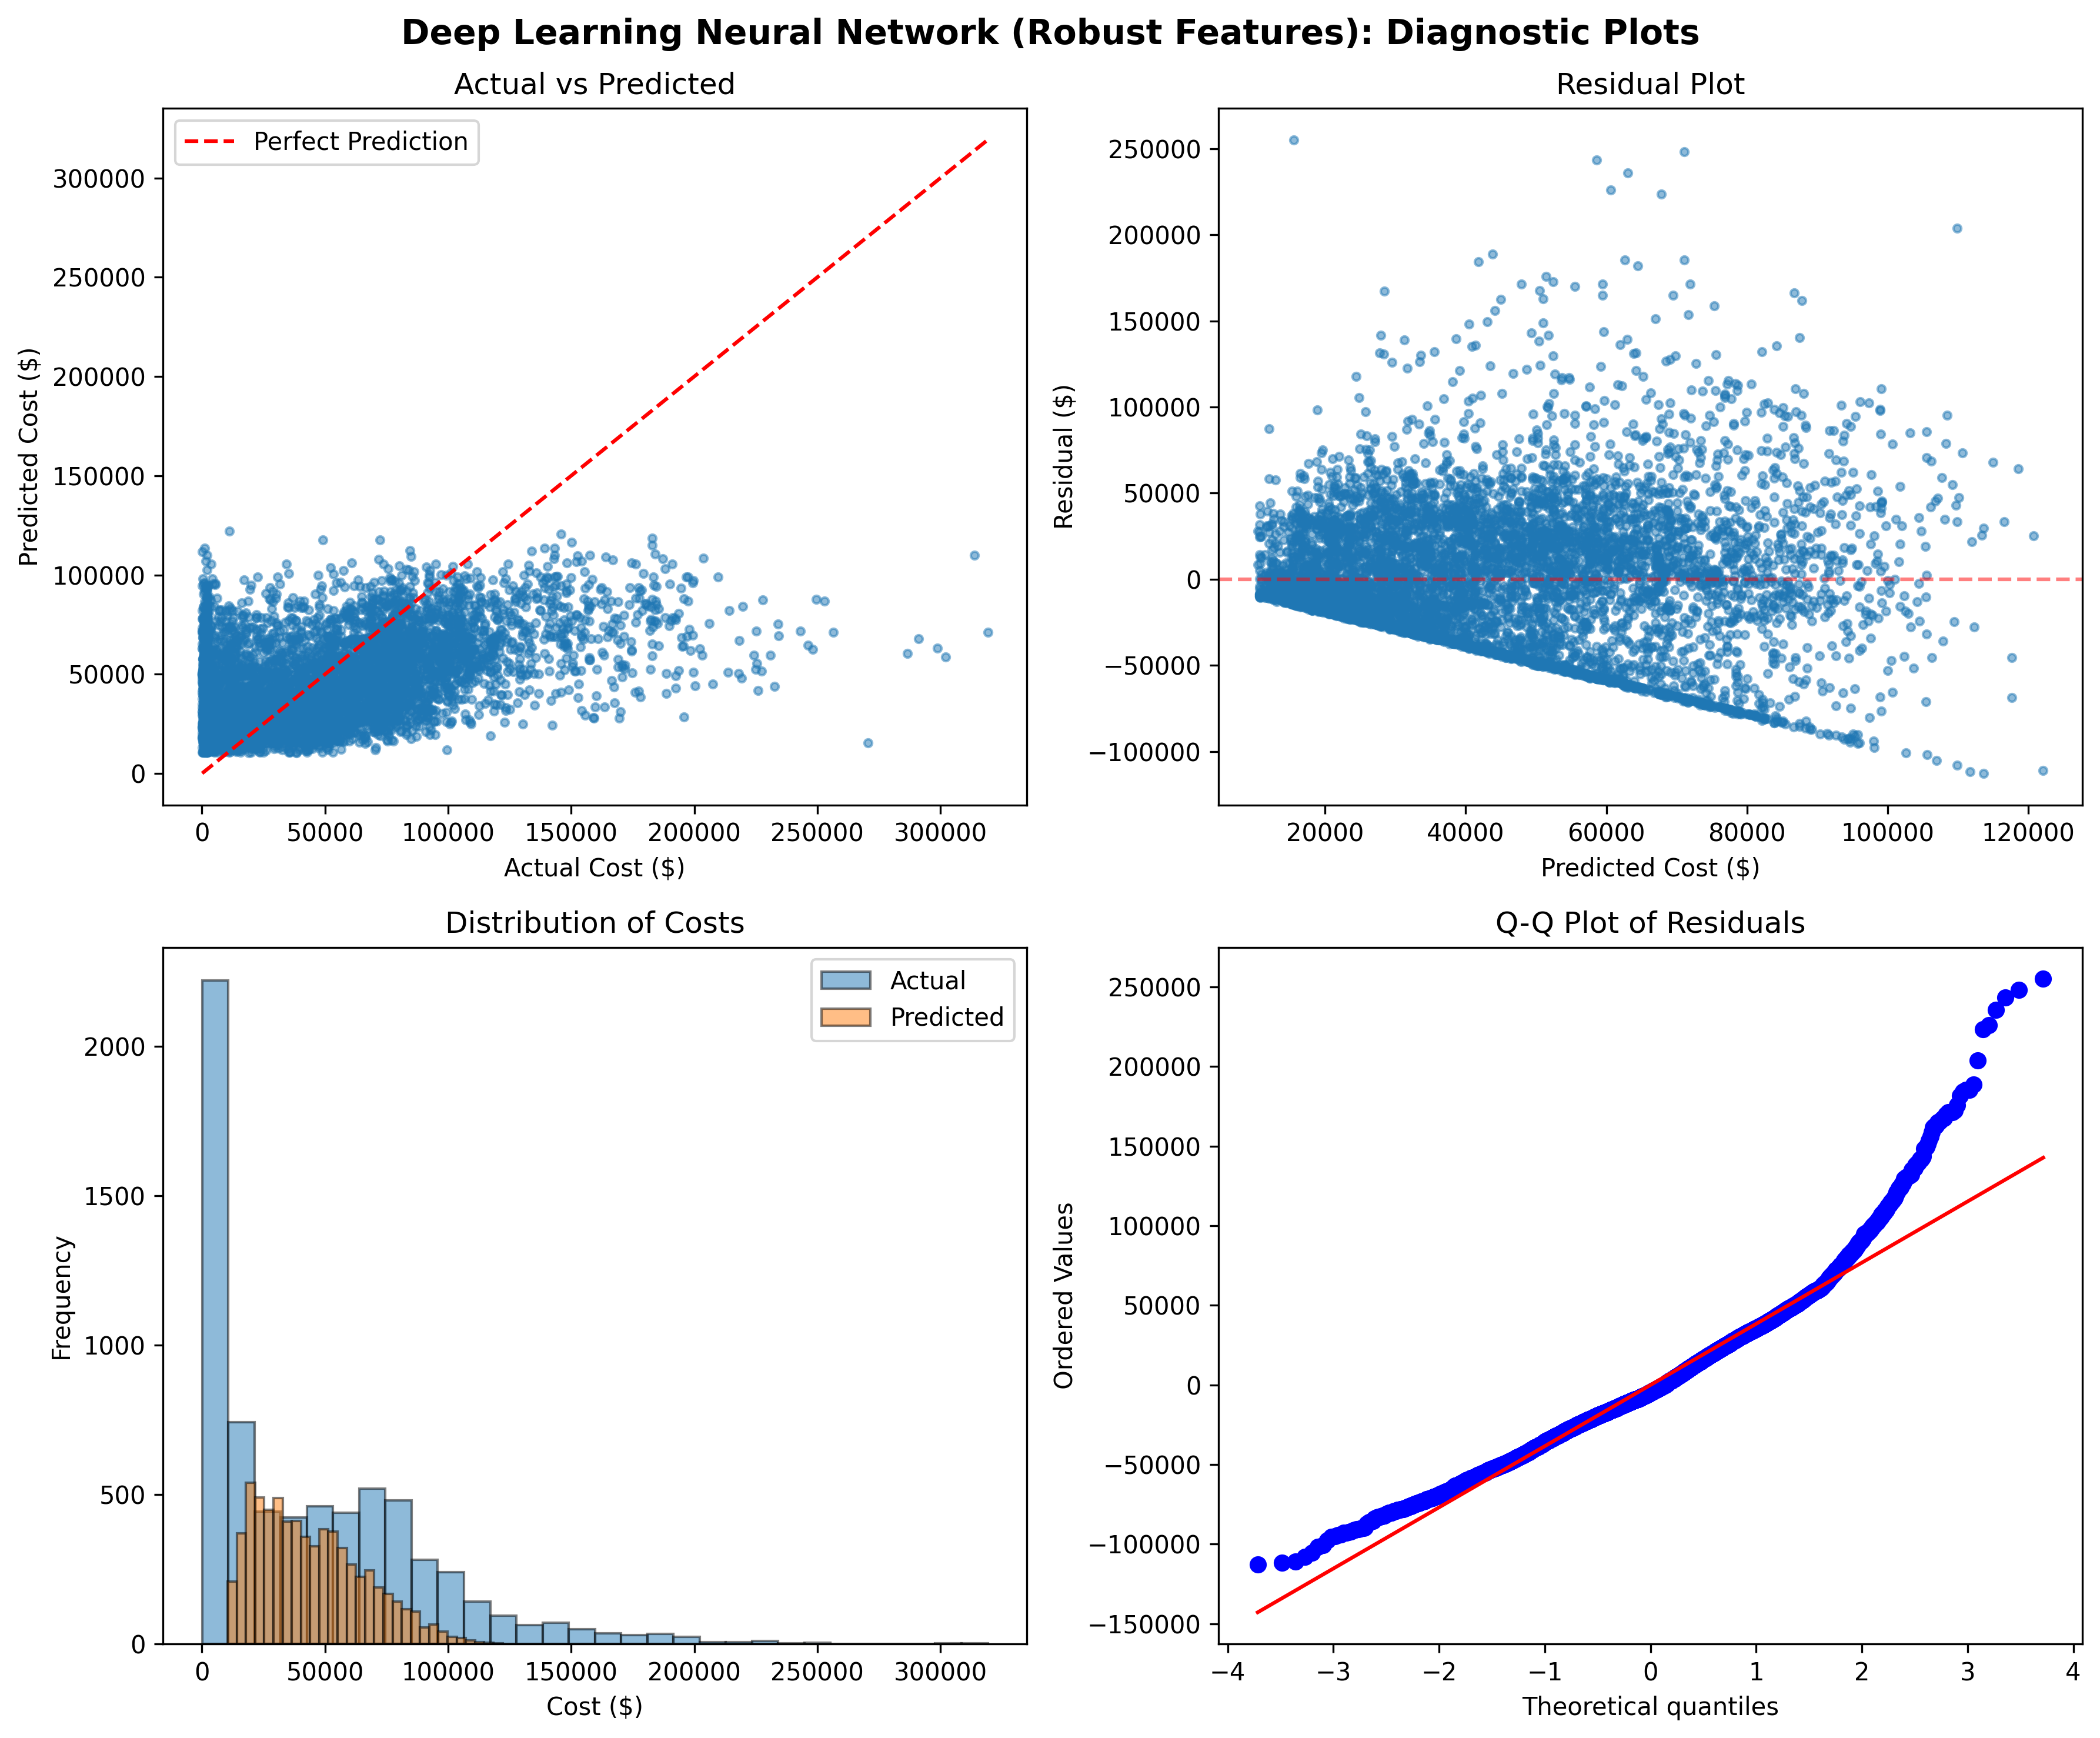 Deep Learning Neural Network (Robust Features): Diagnostic Plots
Actual vs Predicted
Perfect Prediction
Predicted Cost ($)
300000
250000
200000
150000
100000
50000
0
0 50000 100000 150000 200000 250000 300000
Actual Cost ($)
Residual Plot
Residual ($)
250000
200000
150000
100000
50000
0
−50000
−100000
20000 40000 60000 80000 100000 120000
Predicted Cost ($)
Distribution of Costs
Actual
Predicted
Frequency
2000
1500
1000
500
0
0 50000 100000 150000 200000 250000 300000
Cost ($)
Q-Q Plot of Residuals
Ordered Values
250000
200000
150000
100000
50000
0
−50000
−100000
−150000
−4 −3 −2 −1 0 1 2 3 4
Theoretical quantiles